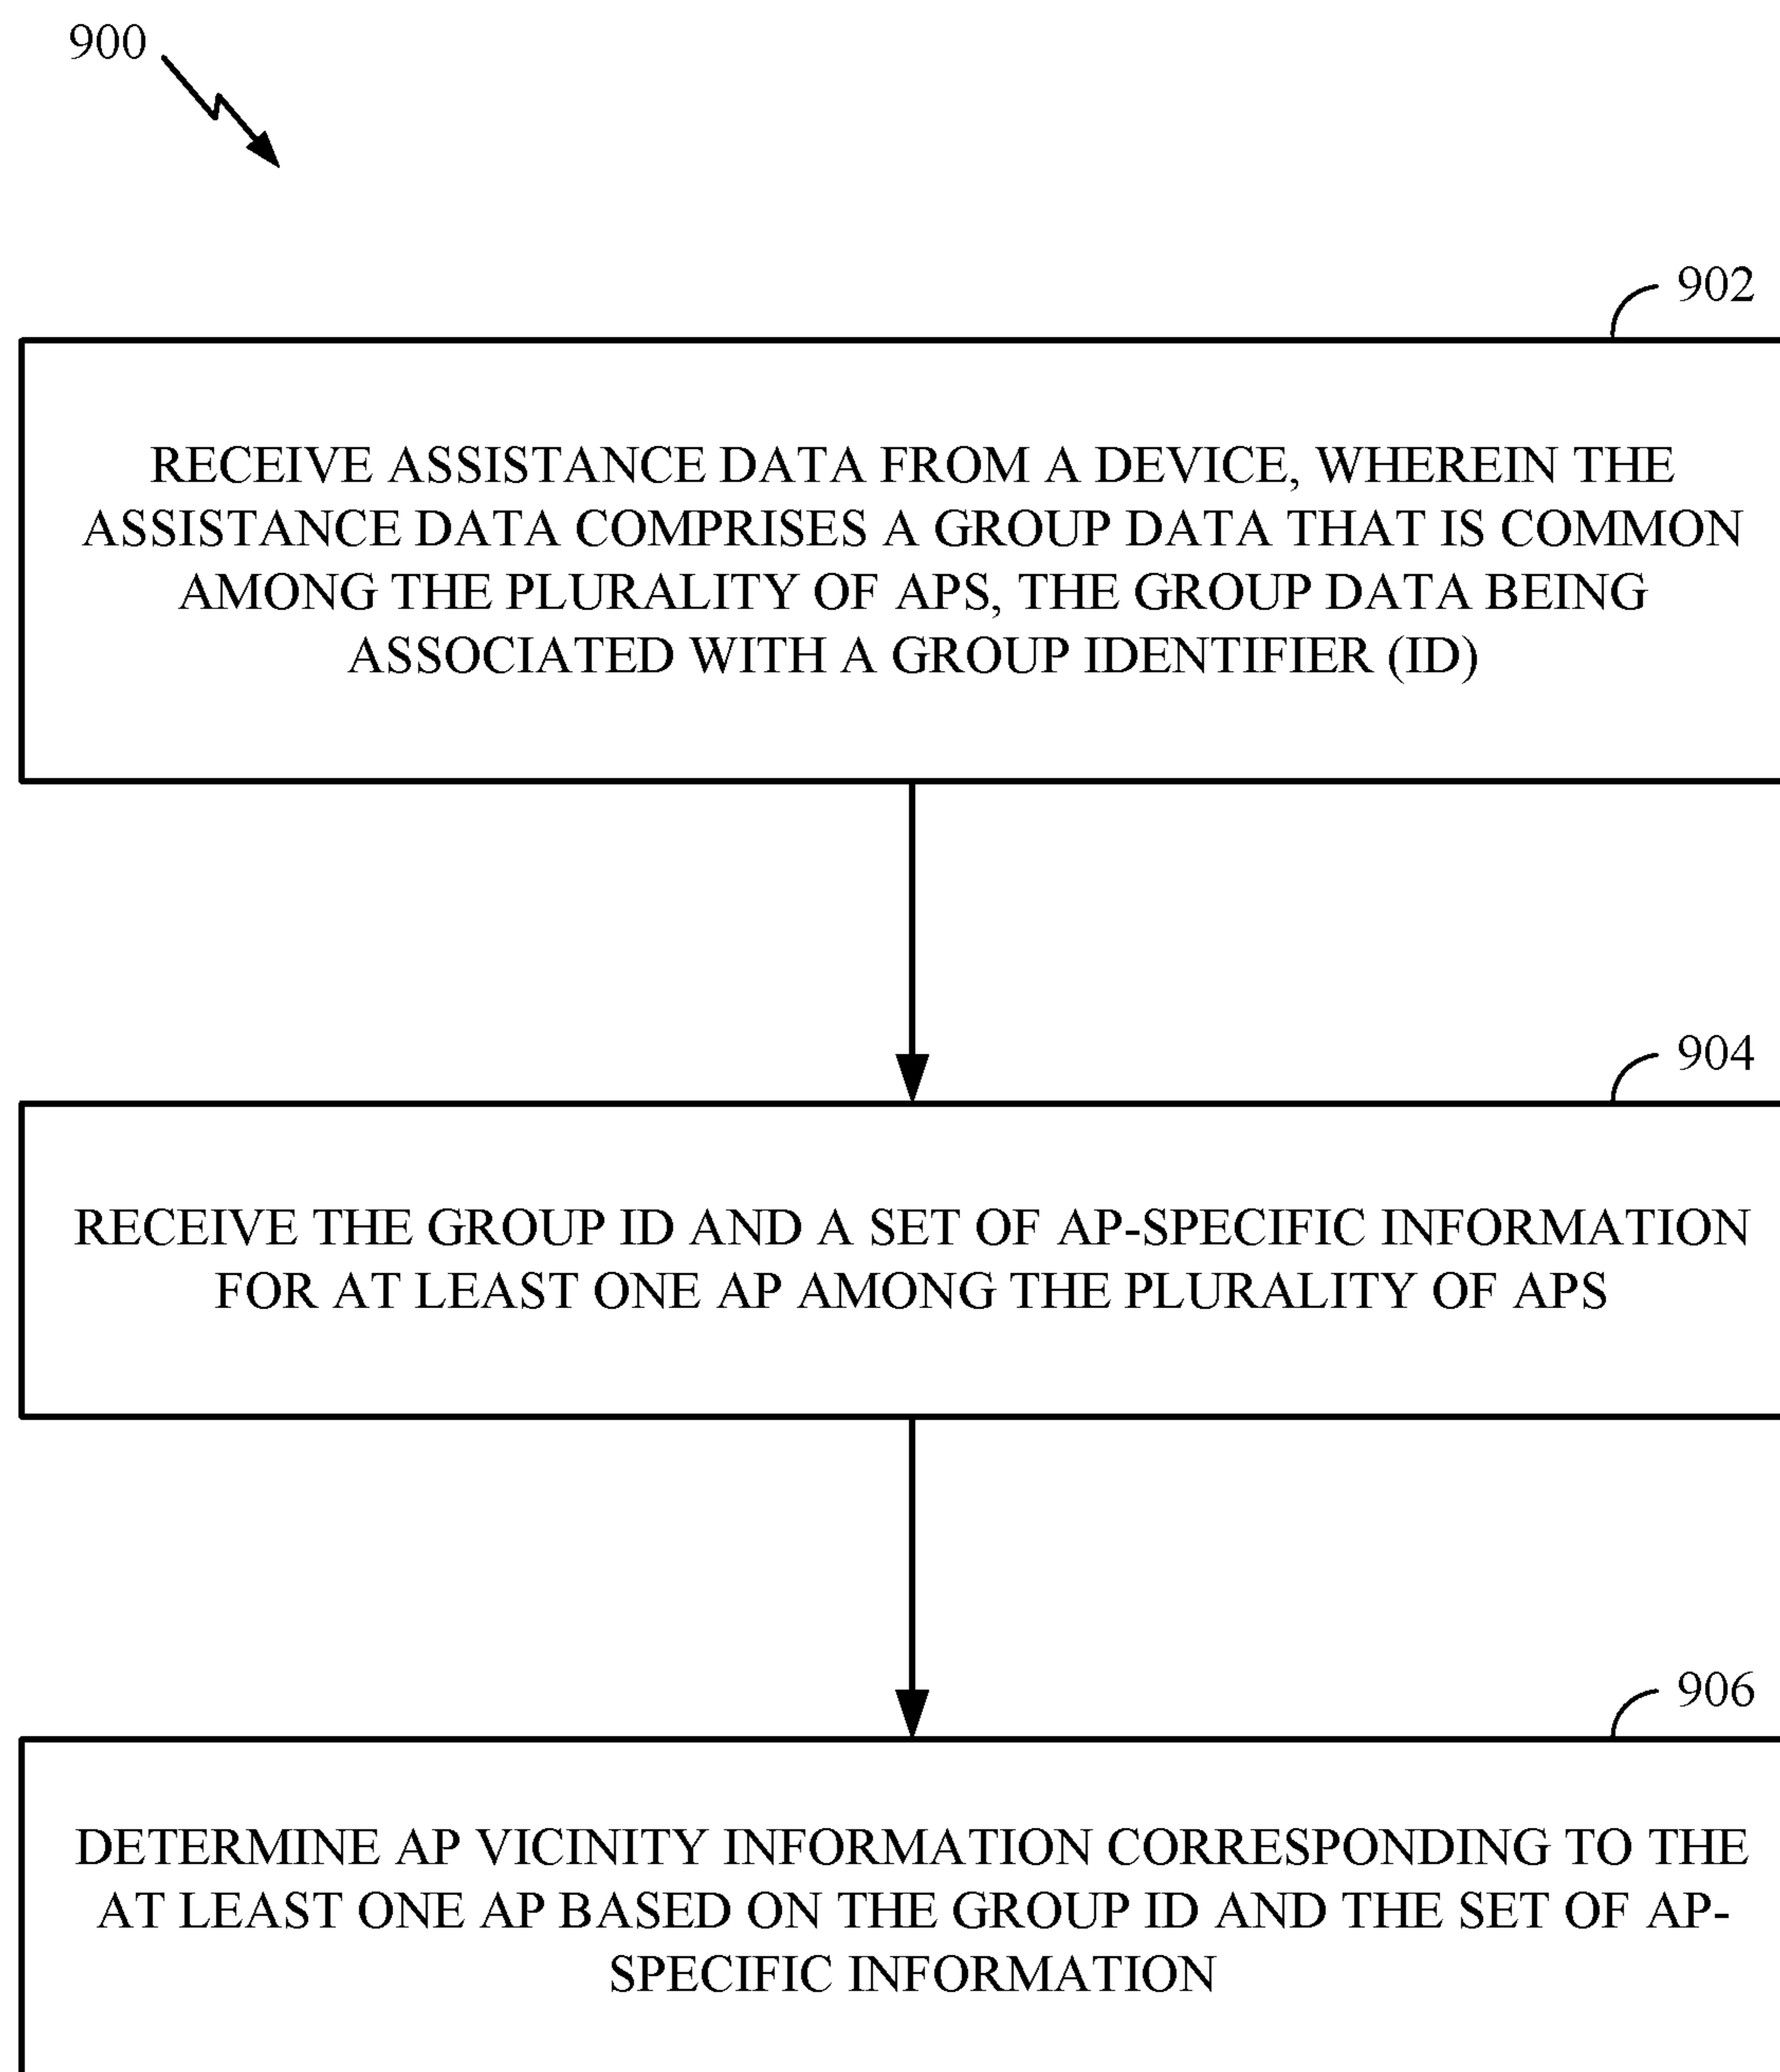 900
902
RECEIVE ASSISTANCE DATA FROM A DEVICE, WHEREIN THE
ASSISTANCE DATA COMPRISES A GROUP DATA THAT IS COMMON
AMONG THE PLURALITY OF APS, THE GROUP DATA BEING
ASSOCIATED WITH A GROUP IDENTIFIER (ID)
904
RECEIVE THE GROUP ID AND A SET OF AP-SPECIFIC INFORMATION
FOR AT LEAST ONE AP AMONG THE PLURALITY OF APS
906
DETERMINE AP VICINITY INFORMATION CORRESPONDING TO THE
AT LEAST ONE AP BASED ON THE GROUP ID AND THE SET OF AP-
SPECIFIC INFORMATION